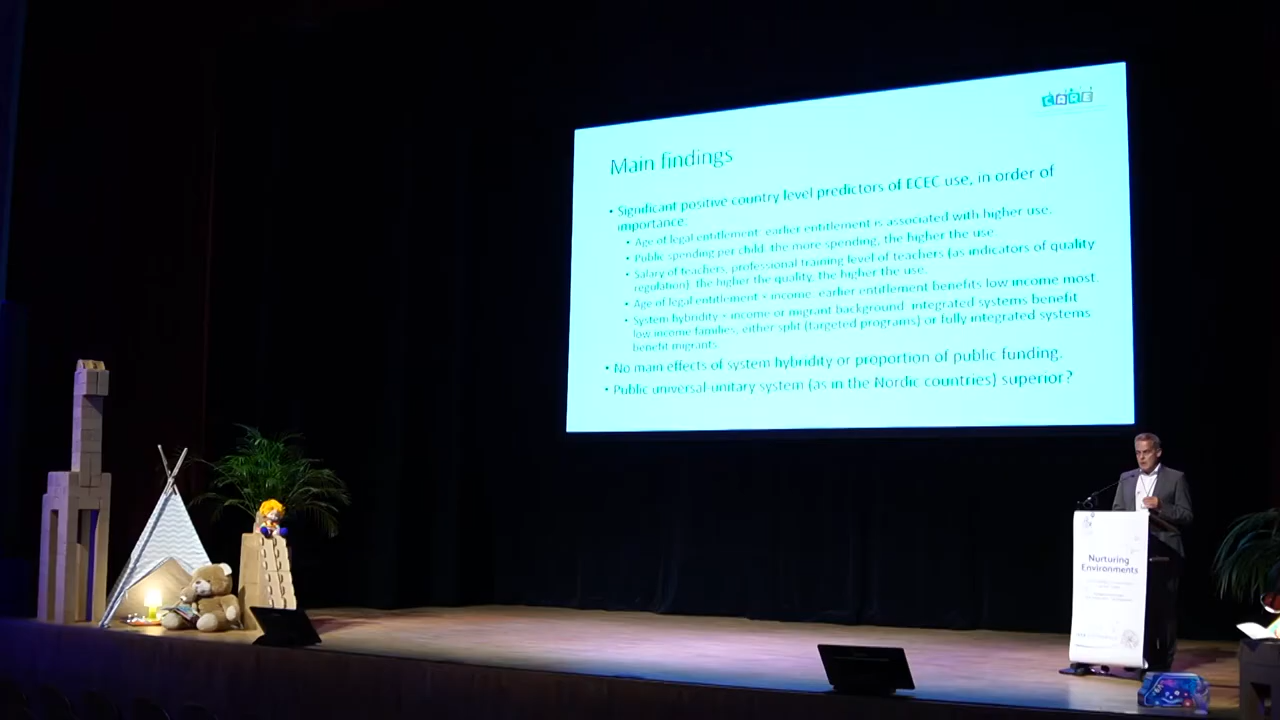 CARE
Main findings
• Significant positive country level predictors of ECEC use, in order of
importance:
• Age of legal entitlement: earlier entitlement is associated with higher use.
• Public spending per child: the more spending, the higher the use.
• Salary of teachers, professional training level of teachers (as indicators of quality
regulation): the higher the quality, the higher the use.
• Age of legal entitlement * income: earlier entitlement benefits low income most.
• System hybridity * income or migrant background: integrated systems benefit
low income families, either split (targeted programs) or fully integrated systems
benefit migrants.
• No main effects of system hybridity or proportion of public funding.
• Public universal unitary system (as in the Nordic countries) superior?
Nurturing
Environments